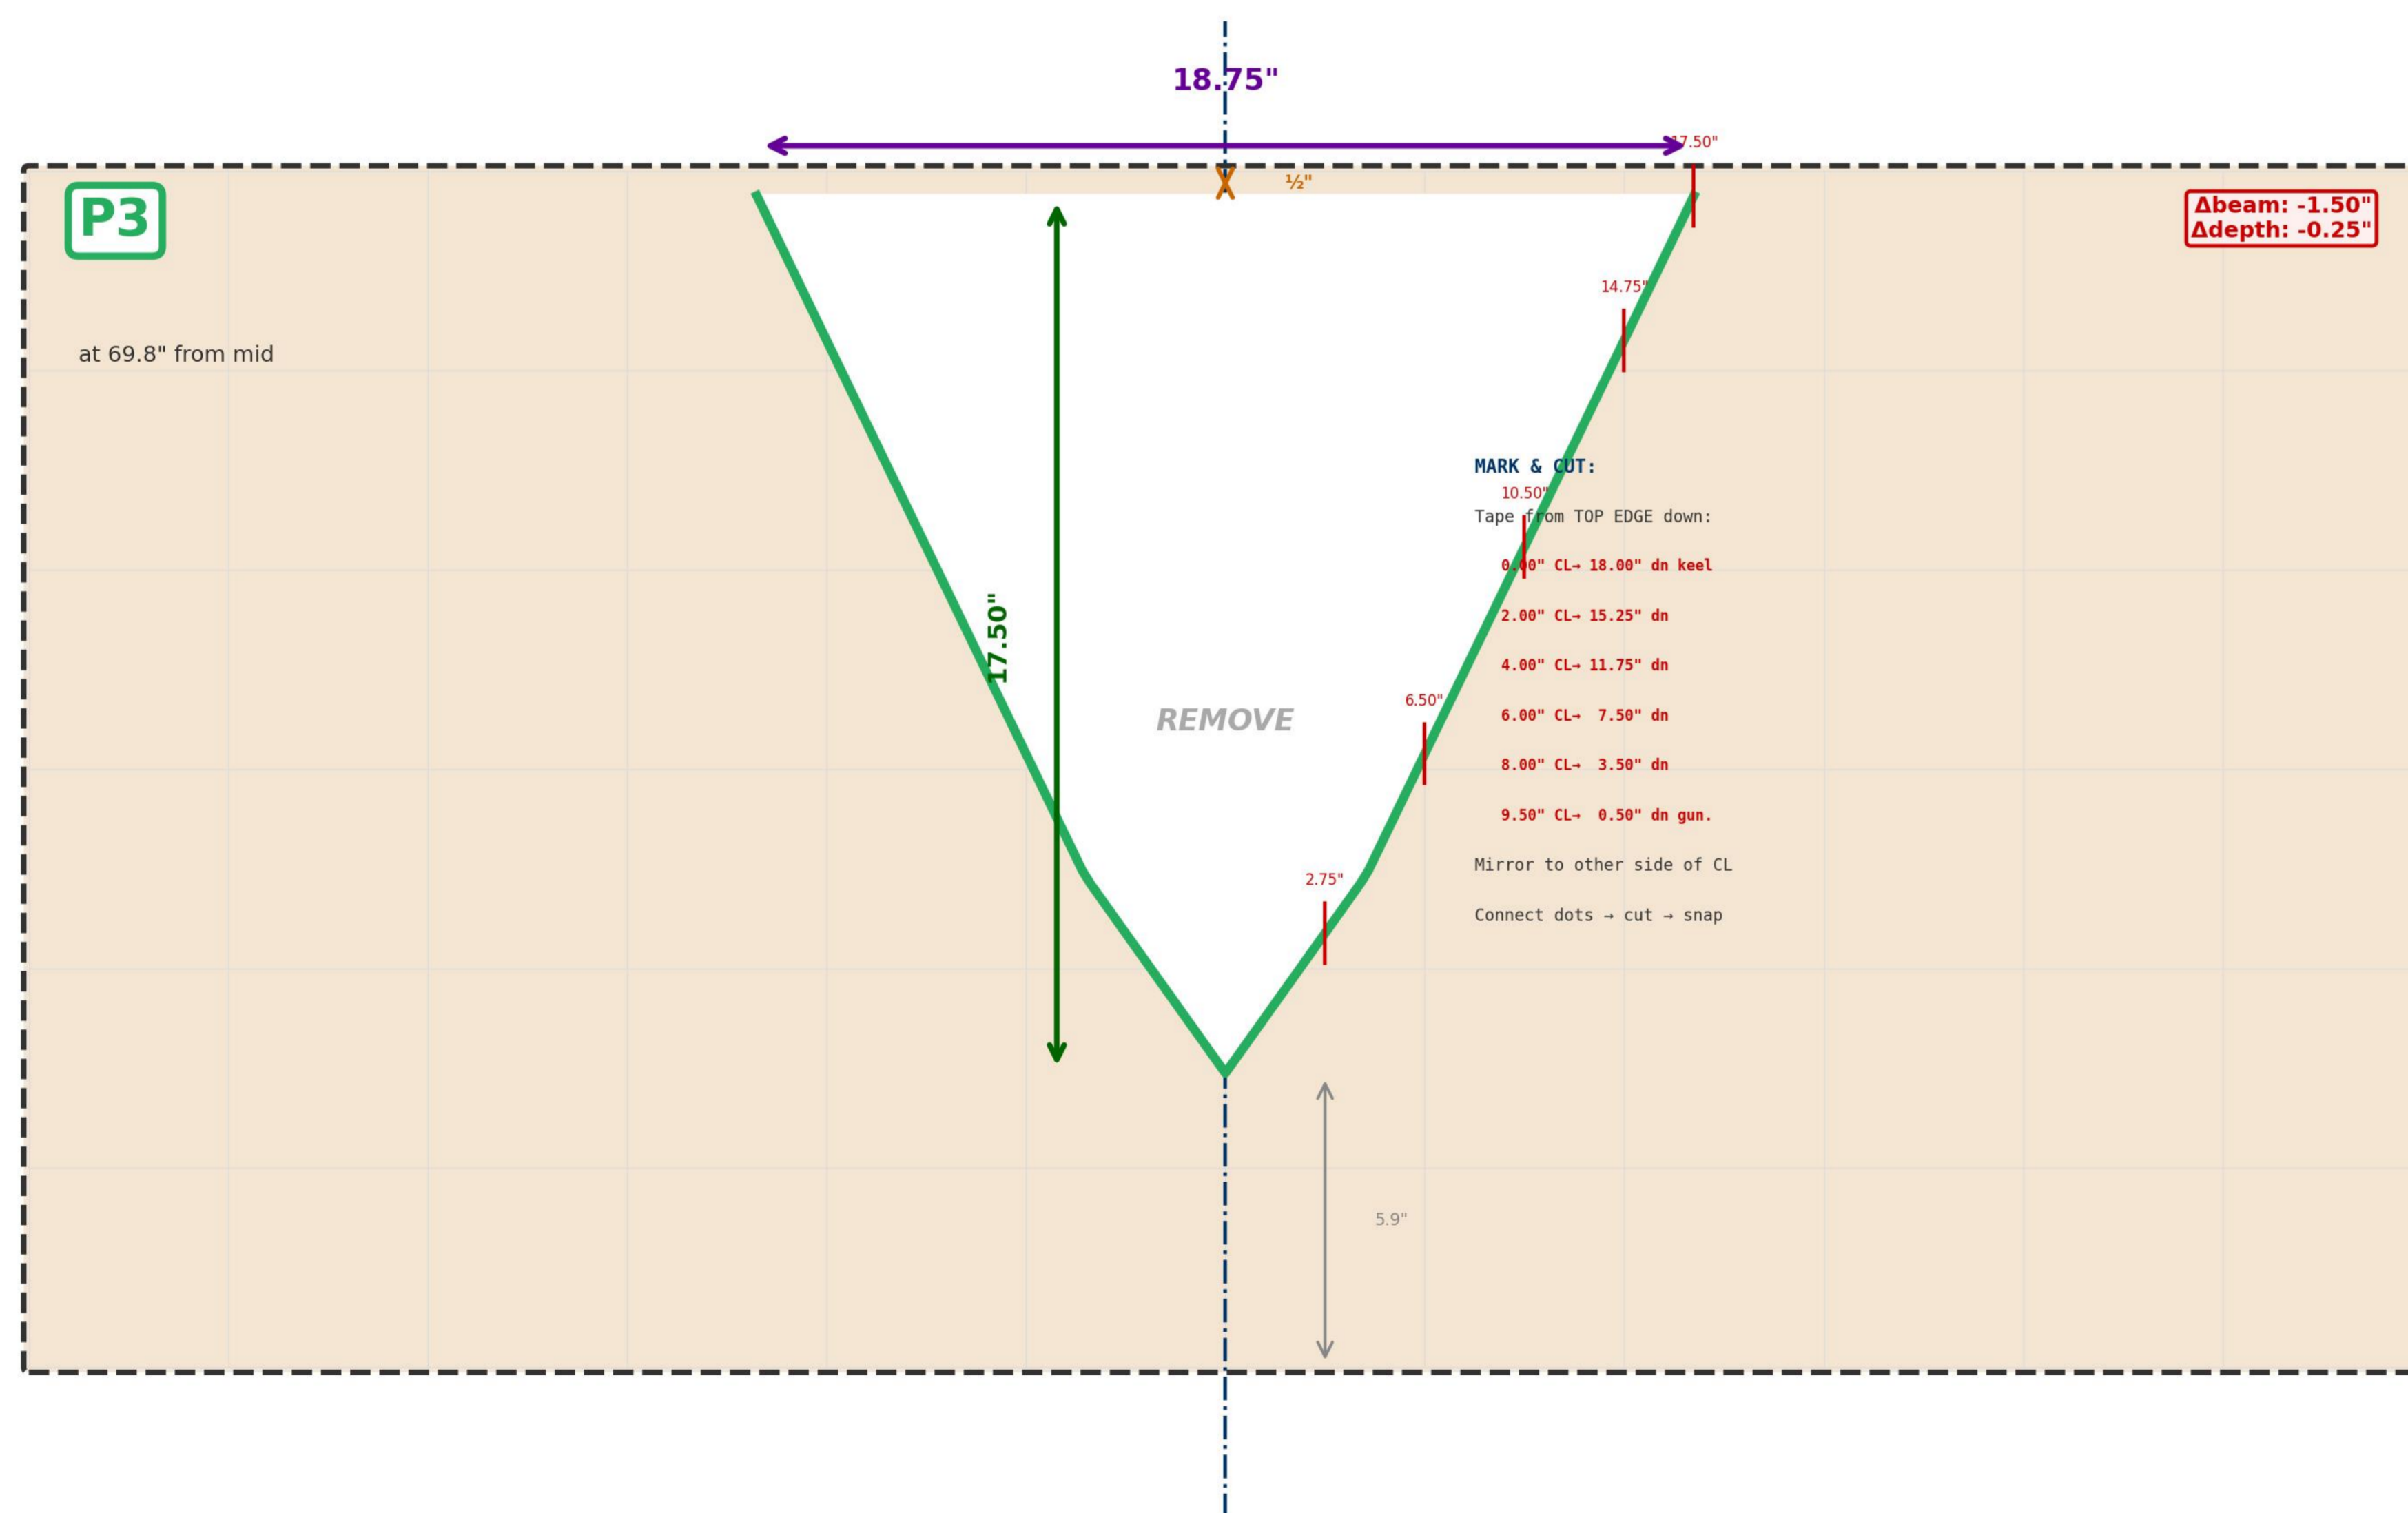 18.75"
17.50"
½"
P3
Δbeam: -1.50"
Δdepth: -0.25"
14.75"
at 69.8" from mid
MARK & CUT:
10.50"
Tape from TOP EDGE down:
0.00" CL→ 18.00" dn keel
2.00" CL→ 15.25" dn
17.50"
4.00" CL→ 11.75" dn
6.50"
REMOVE
6.00" CL→ 7.50" dn
8.00" CL→ 3.50" dn
9.50" CL→ 0.50" dn gun.
Mirror to other side of CL
2.75"
Connect dots → cut → snap
5.9"